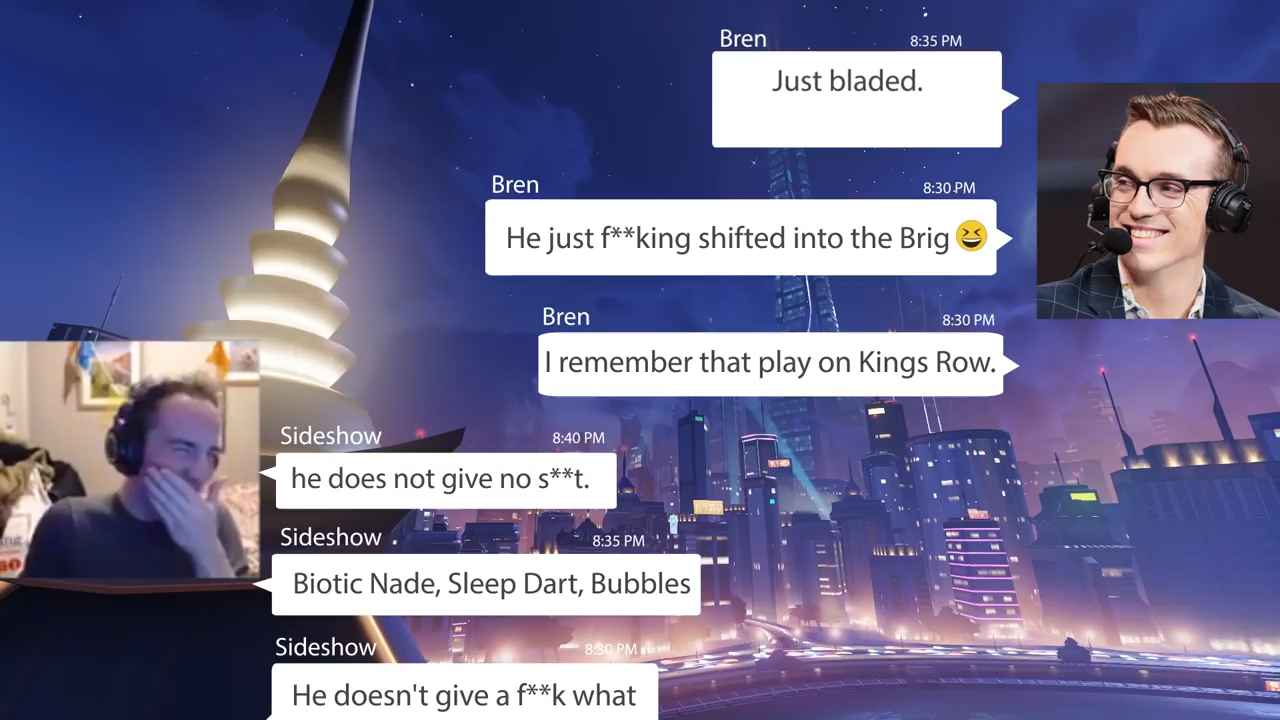 Bren 8:35 PM
Just bladed.
Bren 8:30 PM
He just f**king shifted into the Brig 😆
Bren 8:30 PM
I remember that play on Kings Row.
Sideshow 8:40 PM
he does not give no s**t.
Sideshow 8:35 PM
Biotic Nade, Sleep Dart, Bubbles
Sideshow 8:30 PM
He doesn't give a f**k what